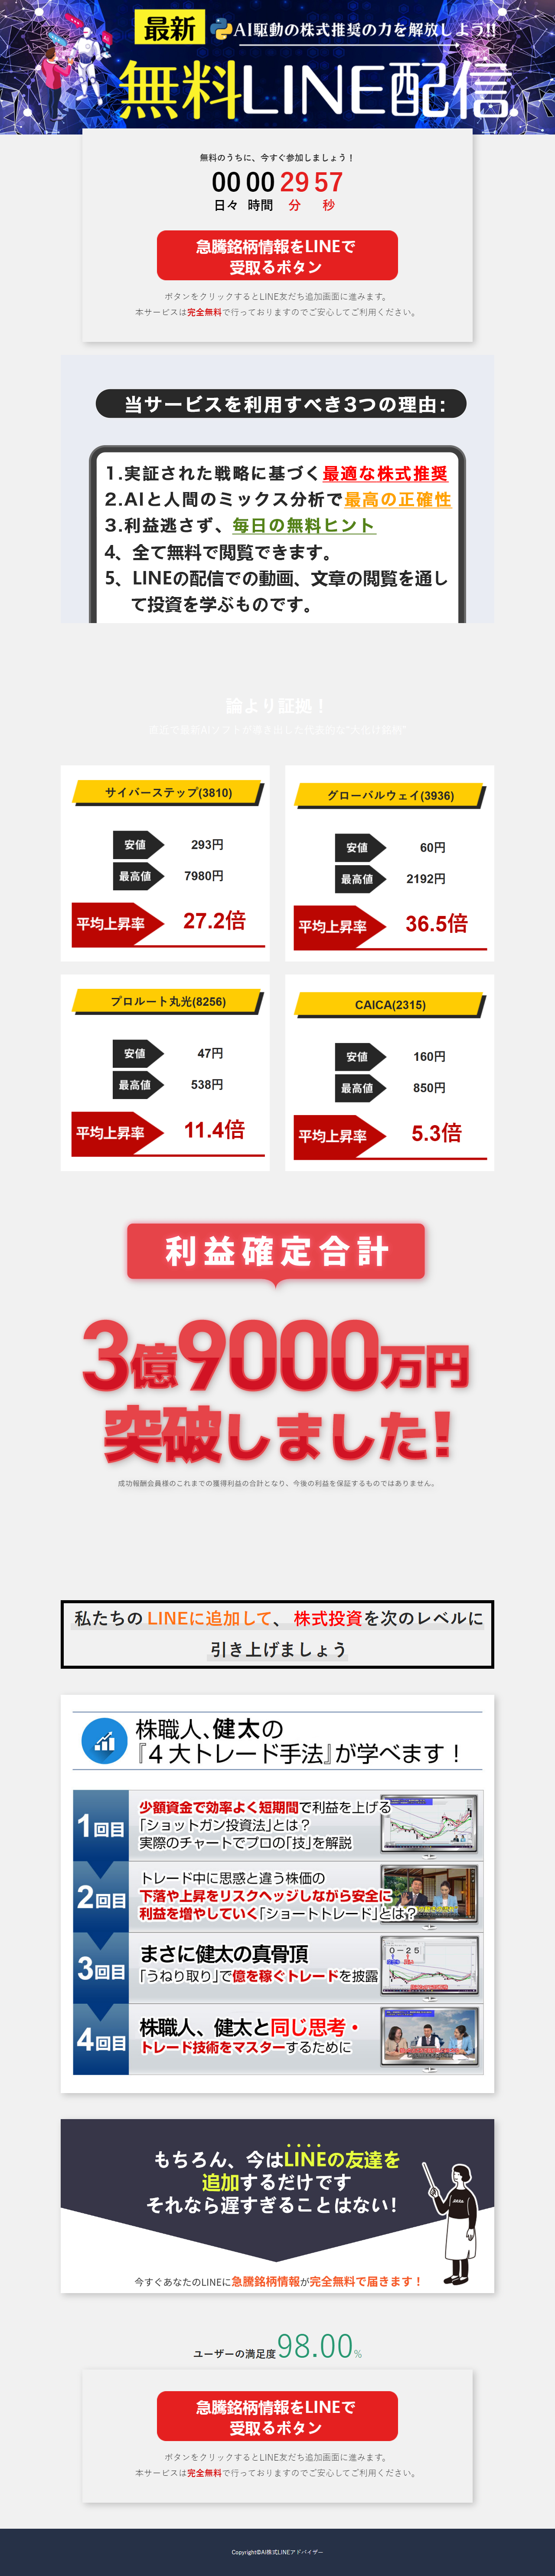 最新 AI駆動の株式推奨の力を解放しよう!!
無料LINE配信
無料のうちに、今すぐ参加しましょう！
00 00 29 57
日々 時間 分 秒
急騰銘柄情報をLINEで
受取るボタン
ボタンをクリックするとLINE友だち追加画面に進みます。
本サービスは完全無料で行っておりますのでご安心してご利用ください。
当サービスを利用すべき3つの理由:
1.実証された戦略に基づく最適な株式推奨
2.AIと人間のミックス分析で最高の正確性
3.利益逃さず、毎日の無料ヒント
4、全て無料で閲覧できます。
5、LINEの配信での動画、文章の閲覧を通し
て投資を学ぶものです。
論より証拠！
サイバーステップ(3810)
安値 293円
最高値 7980円
平均上昇率 27.2倍
グローバルウェイ(3936)
安値 60円
最高値 2192円
平均上昇率 36.5倍
プロルート丸光(8256)
安値 47円
最高値 538円
平均上昇率 11.4倍
CAICA(2315)
安値 160円
最高値 850円
平均上昇率 5.3倍
利益確定合計
3億9000万円
突破しました!
成功報酬会員様のこれまでの獲得利益の合計となり、今後の利益を保証するものではありません。
私たちの LINEに追加して、 株式投資を次のレベルに
引き上げましょう
株職人、健太の
『4大トレード手法』が学べます！
1回目
少額資金で効率よく短期間で利益を上げる
「ショットガン投資法」とは？
実際のチャートでプロの「技」を解説
2回目
トレード中に思惑と違う株価の
下落や上昇をリスクヘッジしながら安全に
利益を増やしていく「ショートトレード」とは？
3回目
まさに健太の真骨頂
「うねり取り」で億を稼ぐトレードを披露
0－25
4回目
株職人、健太と同じ思考・
トレード技術をマスターするために
もちろん、今はLINEの友達を
追加するだけです
それなら遅すぎることはない!
今すぐあなたのLINEに急騰銘柄情報が完全無料で届きます！
ユーザーの満足度98.00%
急騰銘柄情報をLINEで
受取るボタン
ボタンをクリックするとLINE友だち追加画面に進みます。
本サービスは完全無料で行っておりますのでご安心してご利用ください。
Copyright©AI株式LINEアドバイザー